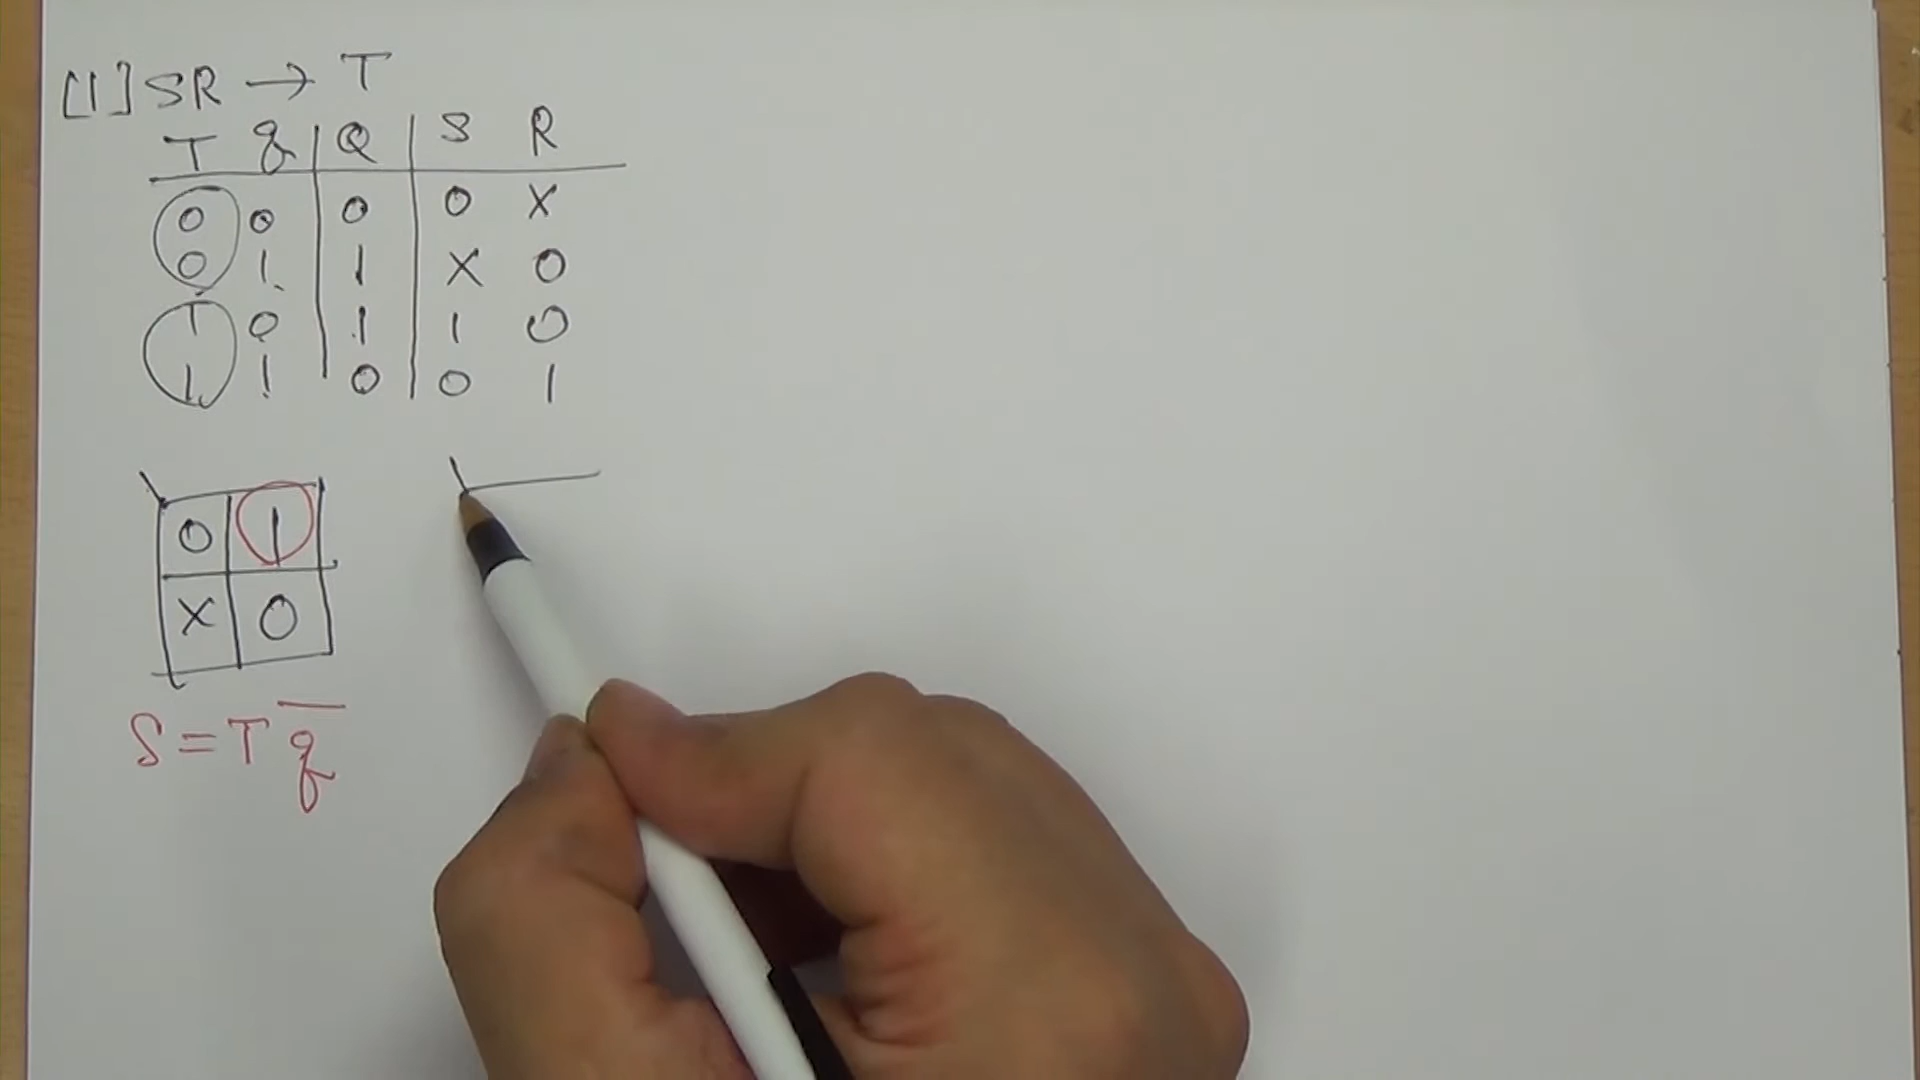 [1] SR → T
T q Q S R
0 0 0 0 X
0 1 1 X 0
1 0 1 1 0
1 1 0 0 1
0 1
X 0
S = T q̅